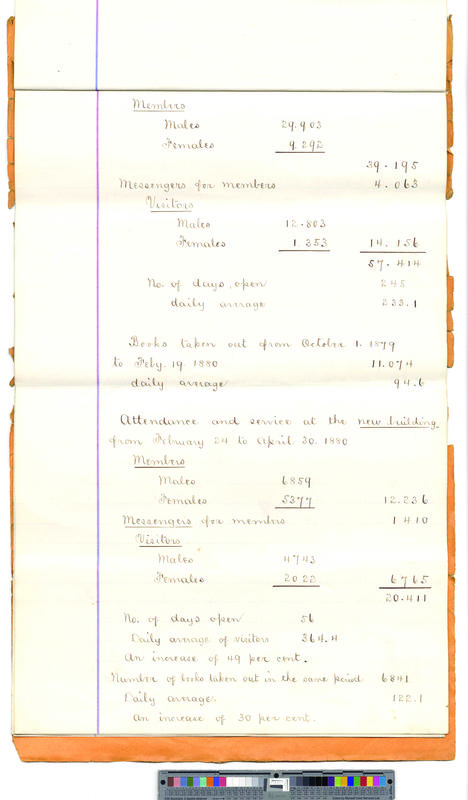 Members
Males 29.903
Females 9.292
39.195
Messengers for members 4.063
Visitors
Males 12.803
Females 1.353 14.156
57.414
No. of days open 245
daily average 233.1
Books taken out from October 1. 1879
to Feby. 19. 1880 11.074
daily average 94.6
Attendance and service at the new building
from February 24 to April 30. 1880
Members
Males 6859
Females 5377 12.236
Messengers for members 1410
Visitors
Males 4743
Females 2022 6765
20.411
No. of days open 56
Daily average of visitors 364.4
An increase of 49 per cent.
Number of books taken out in the same period 6841
Daily average. 122.1
An increase of 30 per cent.